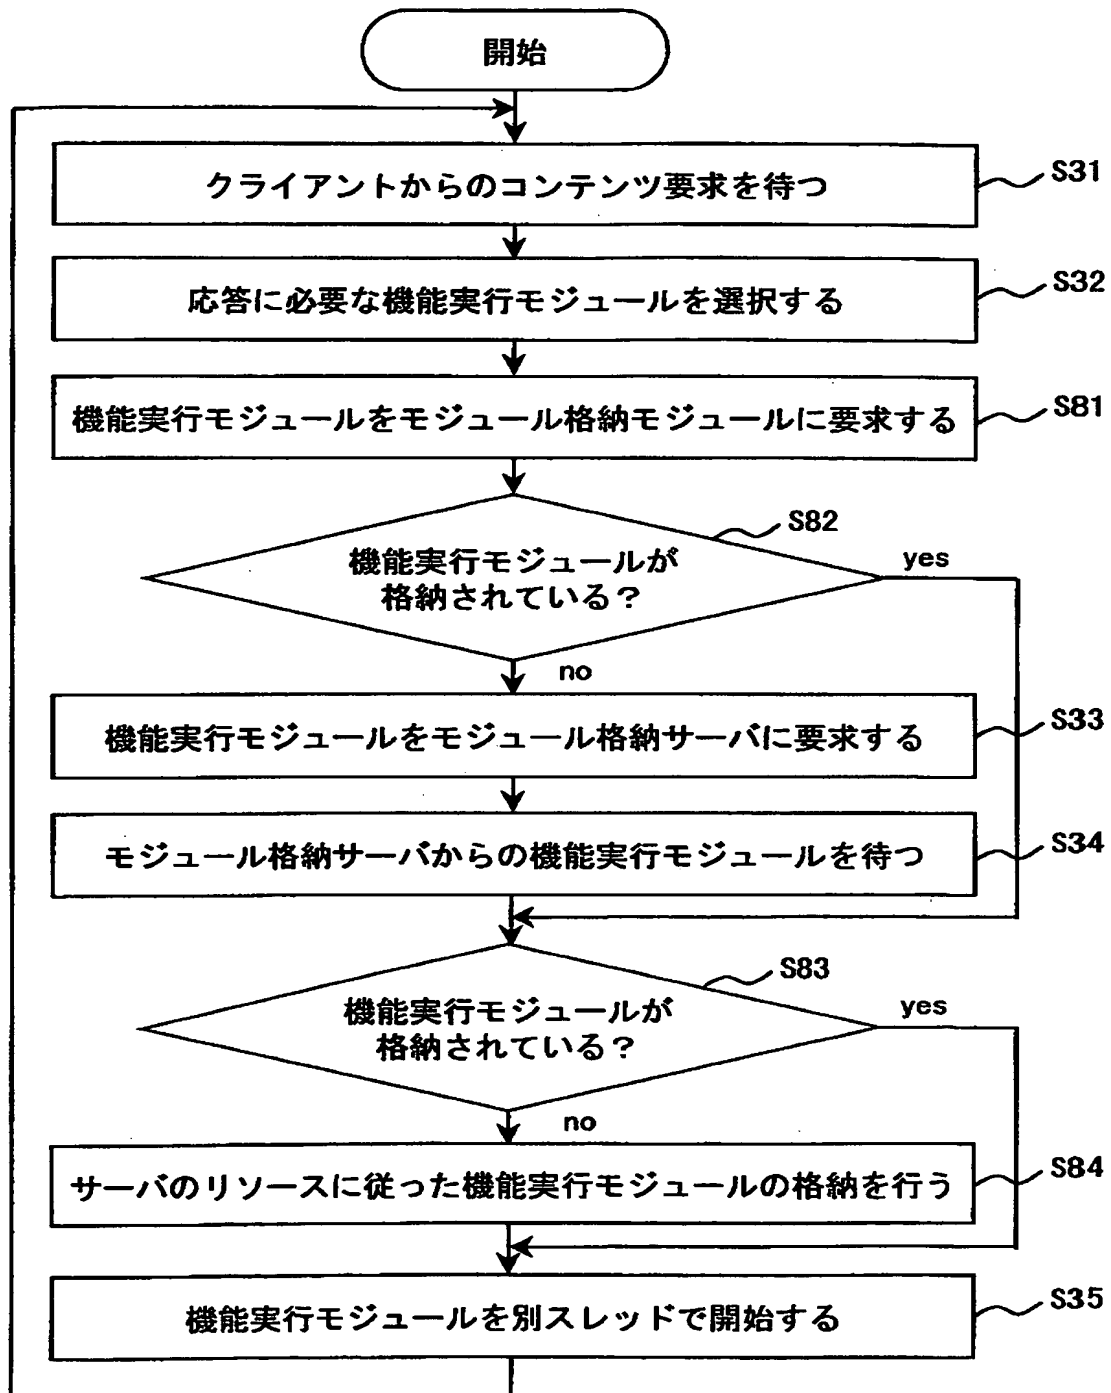 開始
クライアントからのコンテンツ要求を待つ
S31
応答に必要な機能実行モジュールを選択する
S32
機能実行モジュールをモジュール格納モジュールに要求する
S81
S82
機能実行モジュールが
格納されている?
yes
no
機能実行モジュールをモジュール格納サーバに要求する
S33
モジュール格納サーバからの機能実行モジュールを待つ
S34
S83
機能実行モジュールが
格納されている?
yes
no
サーバのリソースに従った機能実行モジュールの格納を行う
S84
機能実行モジュールを別スレッドで開始する
S35